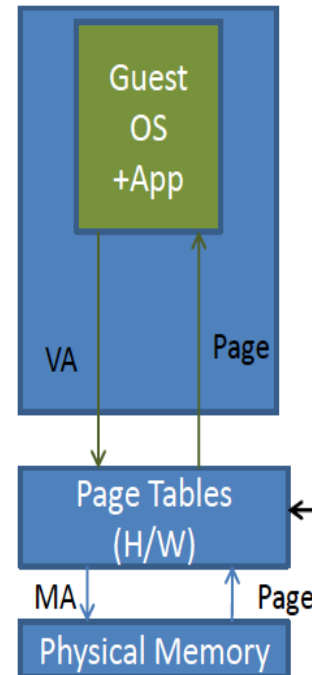 Guest
OS
+App
VA
Page
Page Tables
(H/W)
MA
Page
Physical Memory